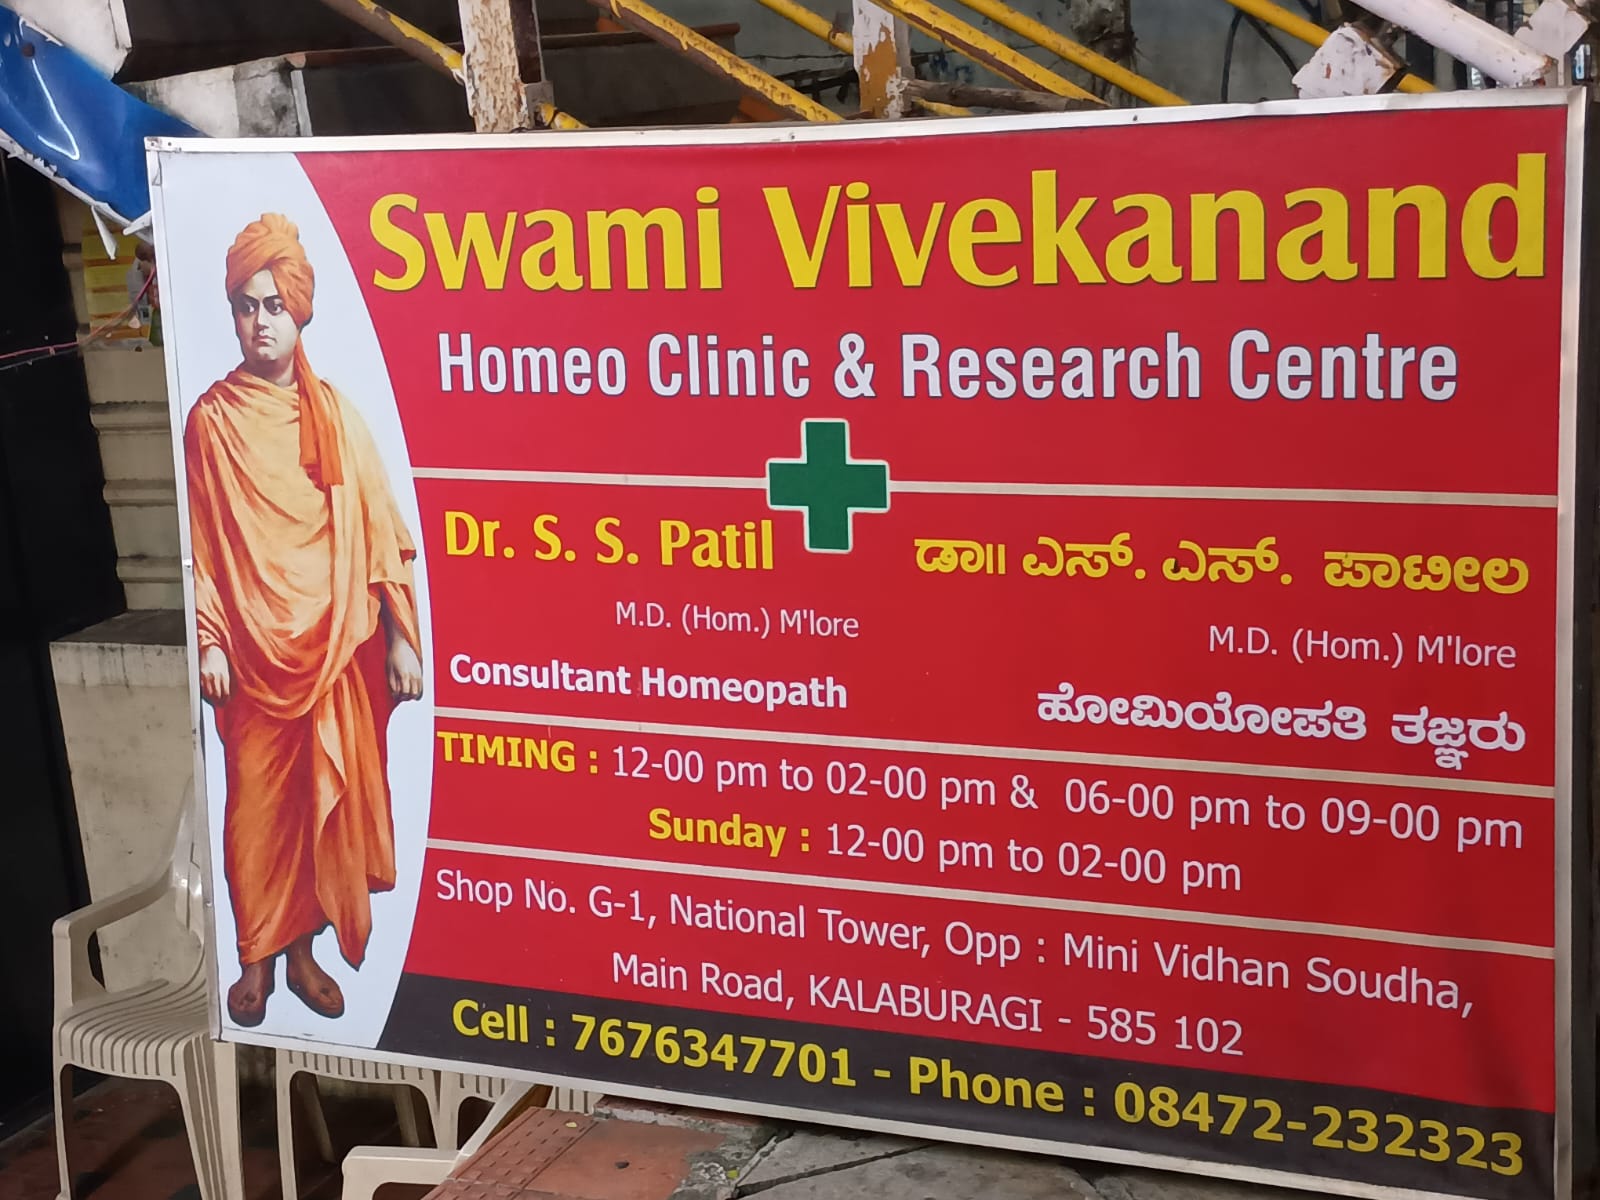 Swami Vivekanand
Homeo Clinic & Research Centre
Dr. S. S. Patil
M.D. (Hom.) M'lore
Consultant Homeopath
ಡಾ॥ ಎಸ್. ಎಸ್. ಪಾಟೀಲ
M.D. (Hom.) M'lore
ಹೋಮಿಯೋಪತಿ ತಜ್ಞರು
TIMING : 12-00 pm to 02-00 pm & 06-00 pm to 09-00 pm
Sunday : 12-00 pm to 02-00 pm
Shop No. G-1, National Tower, Opp : Mini Vidhan Soudha,
Main Road, KALABURAGI - 585 102
Cell : 7676347701 - Phone : 08472-232323